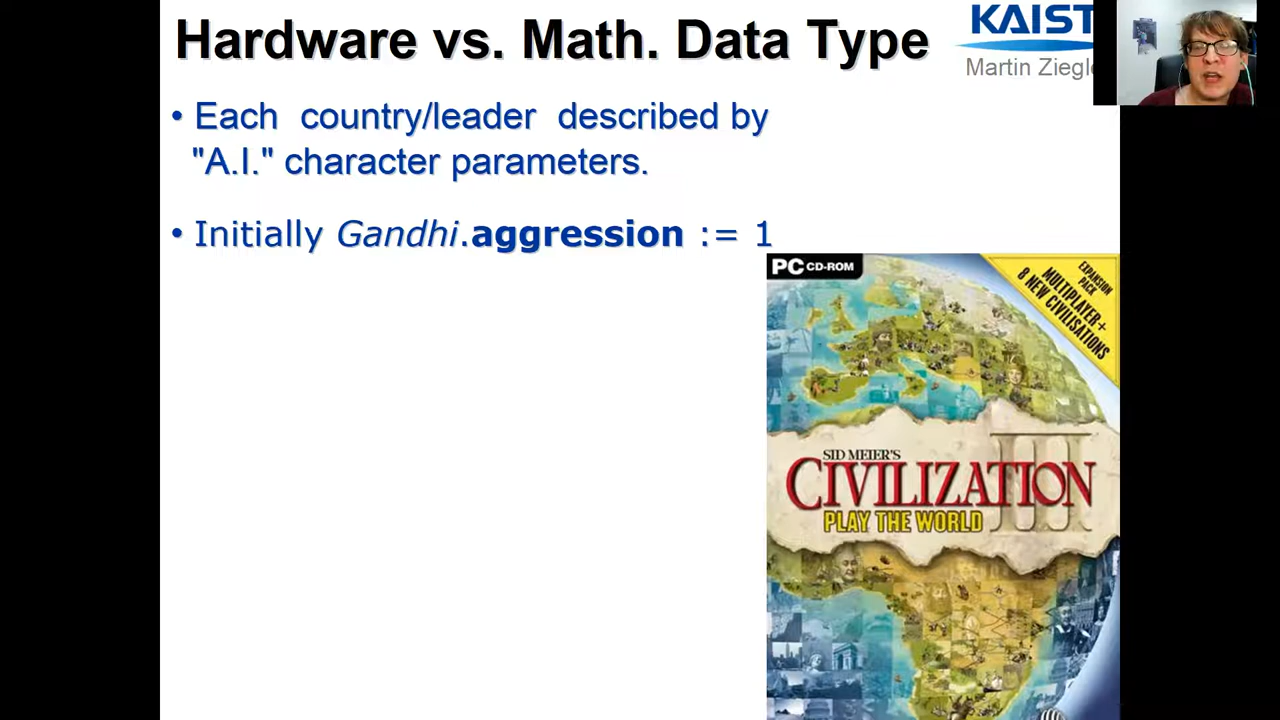 Hardware vs. Math. Data Type
KAIST
Martin Ziegle
• Each country/leader described by
"A.I." character parameters.
• Initially Gandhi.aggression := 1
PC CD-ROM
EXPANSION
PACK
MULTIPLAYER+
8 NEW CIVILISATIONS
SID MEIER'S
CIVILIZATION III
PLAY THE WORLD